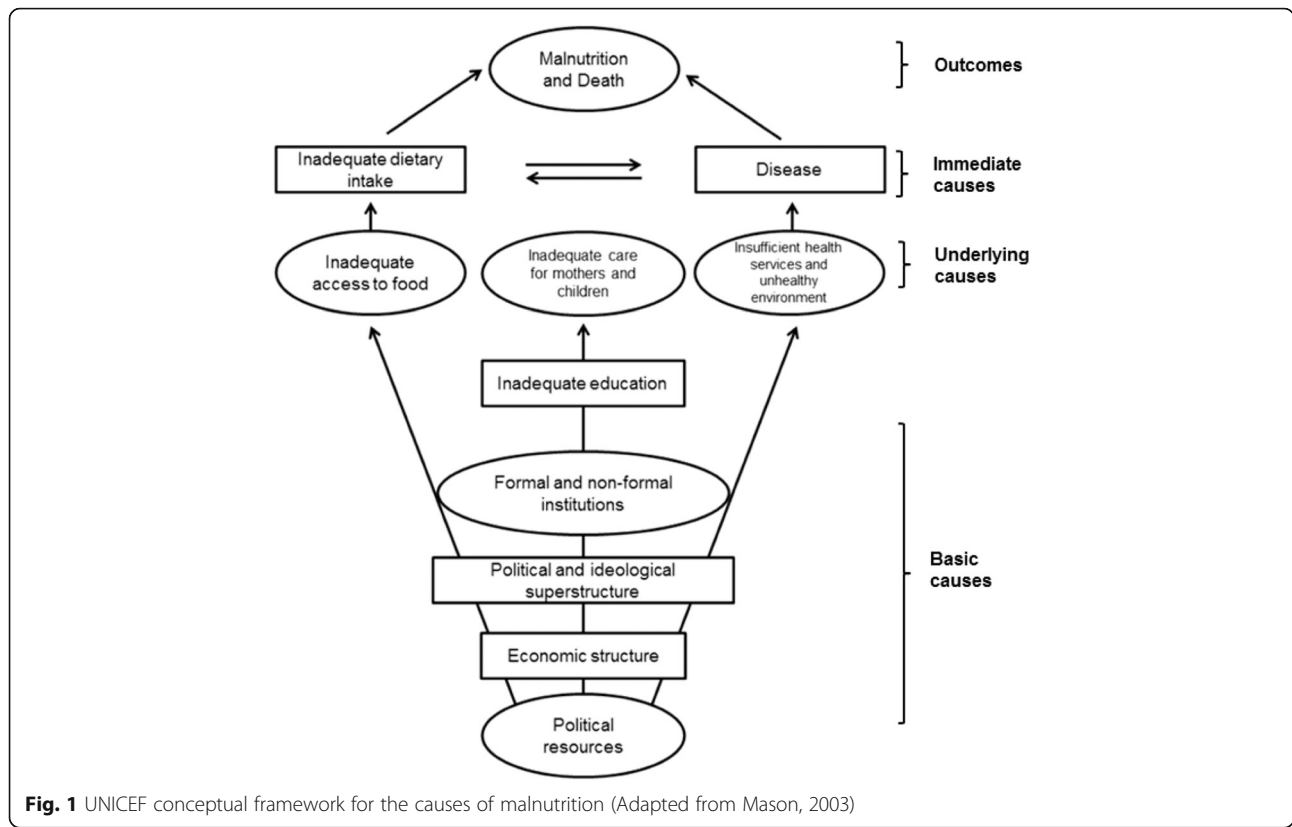 Malnutrition
and Death
Outcomes
Inadequate dietary
intake
Disease
Immediate
causes
Inadequate
access to food
Inadequate care
for mothers and
children
Insufficient health
services and
unhealthy
environment
Underlying
causes
Inadequate education
Formal and non-formal
institutions
Political and ideological
superstructure
Basic
causes
Economic structure
Political
resources
Fig. 1 UNICEF conceptual framework for the causes of malnutrition (Adapted from Mason, 2003)